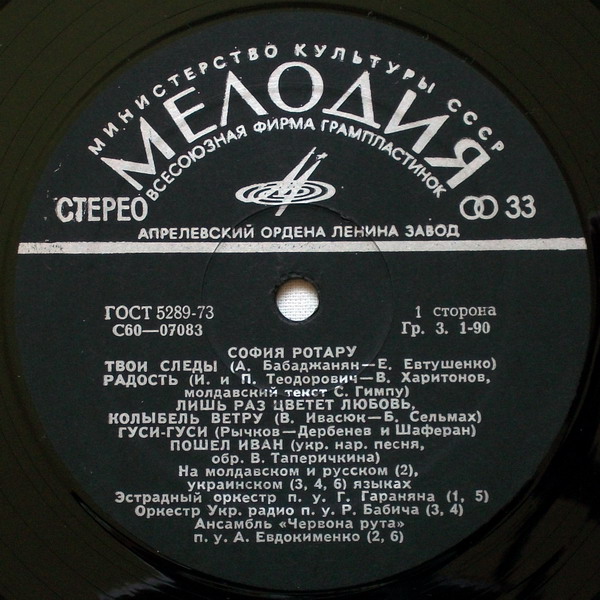 МИНИСТЕРСТВО КУЛЬТУРЫ СССР
МЕЛОДИЯ
ВСЕСОЮЗНАЯ ФИРМА ГРАМПЛАСТИНОК
СТЕРЕО
33
АПРЕЛЕВСКИЙ ОРДЕНА ЛЕНИНА ЗАВОД
ГОСТ 5289-73
1 сторона
С60—07083
Гр. 3. 1-90
СОФИЯ РОТАРУ
ТВОИ СЛЕДЫ (А. Бабаджанян—Е. Евтушенко)
РАДОСТЬ (И. и П. Теодорович—В. Харитонов,
молдавский текст С. Гимпу)
ЛИШЬ РАЗ ЦВЕТЕТ ЛЮБОВЬ,
КОЛЫБЕЛЬ ВЕТРУ (В. Ивасюк—Б. Сельмах)
ГУСИ-ГУСИ (Рычков—Дербенев и Шаферан)
ПОШЕЛ ИВАН (укр. нар. песня,
обр. В. Таперичкина)
На молдавском и русском (2),
украинском (3, 4, 6) языках
Эстрадный оркестр п. у. Г. Гараняна (1, 5)
Оркестр Укр. радио п. у. Р. Бабича (3, 4)
Ансамбль «Червона рута»
п. у. А. Евдокименко (2, 6)